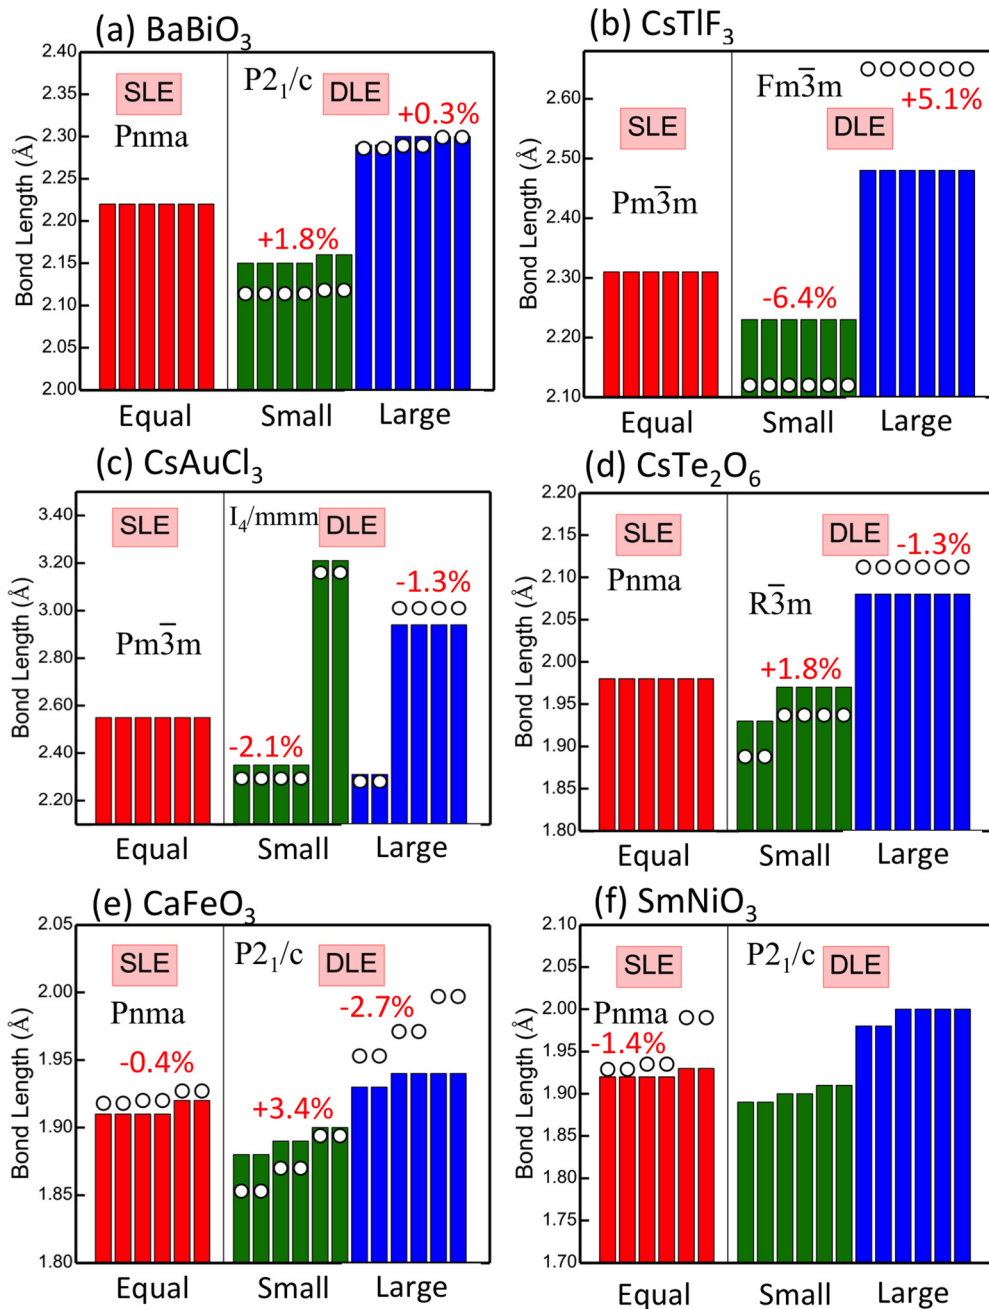 (a) BaBiO₃
Bond Length (Å)
2.40
2.30
2.20
2.15
2.10
2.05
2.00
SLE
Pnma
P2₁/c
DLE
+0.3%
+1.8%
Equal Small Large
(b) CsTlF₃
Bond Length (Å)
2.60
2.50
2.40
2.30
2.20
2.10
SLE
Pm3̅m
Fm3̅m
DLE
+5.1%
-6.4%
Equal Small Large
(c) CsAuCl₃
Bond Length (Å)
3.40
3.20
3.00
2.60
2.40
2.20
SLE
Pm3̅m
I₄/mmm
DLE
-1.3%
-2.1%
Equal Small Large
(d) CsTe₂O₆
Bond Length (Å)
2.20
2.15
2.10
2.05
2.00
1.95
1.90
1.85
1.80
SLE
Pnma
DLE
-1.3%
R3̅m
+1.8%
Equal Small Large
(e) CaFeO₃
Bond Length (Å)
2.05
2.00
1.95
1.90
1.85
1.80
SLE
Pnma
-0.4%
P2₁/c
DLE
-2.7%
+3.4%
Equal Small Large
(f) SmNiO₃
Bond Length (Å)
2.10
2.05
2.00
1.95
1.90
1.85
1.80
1.75
1.70
SLE
Pnma
-1.4%
P2₁/c
DLE
Equal Small Large